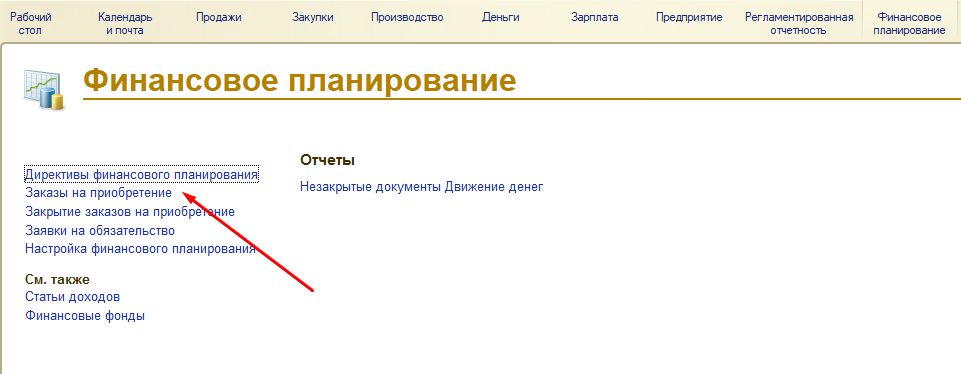 Рабочий
стол
Календарь
и почта
Продажи
Закупки
Производство
Деньги
Зарплата
Предприятие
Регламентированная
отчетность
Финансовое
планирование
Финансовое планирование
Директивы финансового планирования
Заказы на приобретение
Закрытие заказов на приобретение
Заявки на обязательство
Настройка финансового планирования
См. также
Статьи доходов
Финансовые фонды
Отчеты
Незакрытые документы Движение денег